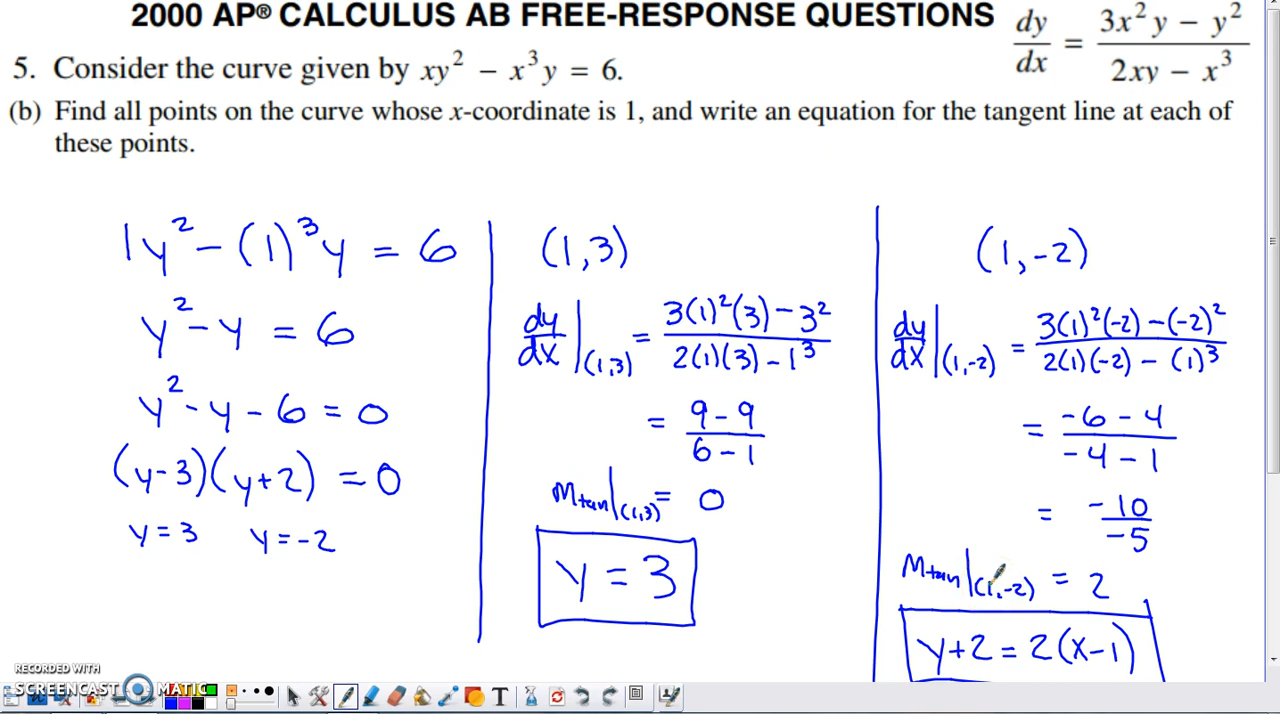 2000 AP® CALCULUS AB FREE-RESPONSE QUESTIONS
dy/dx = (3x²y − y²)/(2xy − x³)
5. Consider the curve given by xy² − x³y = 6.
(b) Find all points on the curve whose x-coordinate is 1, and write an equation for the tangent line at each of
these points.
1y² − (1)³y = 6
y² − y = 6
y² − y − 6 = 0
(y−3)(y+2) = 0
y = 3 y = −2
(1,3)
dy/dx |(1,3) = (3(1)²(3) − 3²)/(2(1)(3) − 1³)
= (9 − 9)/(6 − 1)
Mtan|(1,3) = 0
y = 3
(1,−2)
dy/dx |(1,−2) = (3(1)²(−2) − (−2)²)/(2(1)(−2) − (1)³)
= (−6 − 4)/(−4 − 1)
= −10/−5
Mtan|(1,−2) = 2
y+2 = 2(x−1)
RECORDED WITH
SCREENCAST MATIC